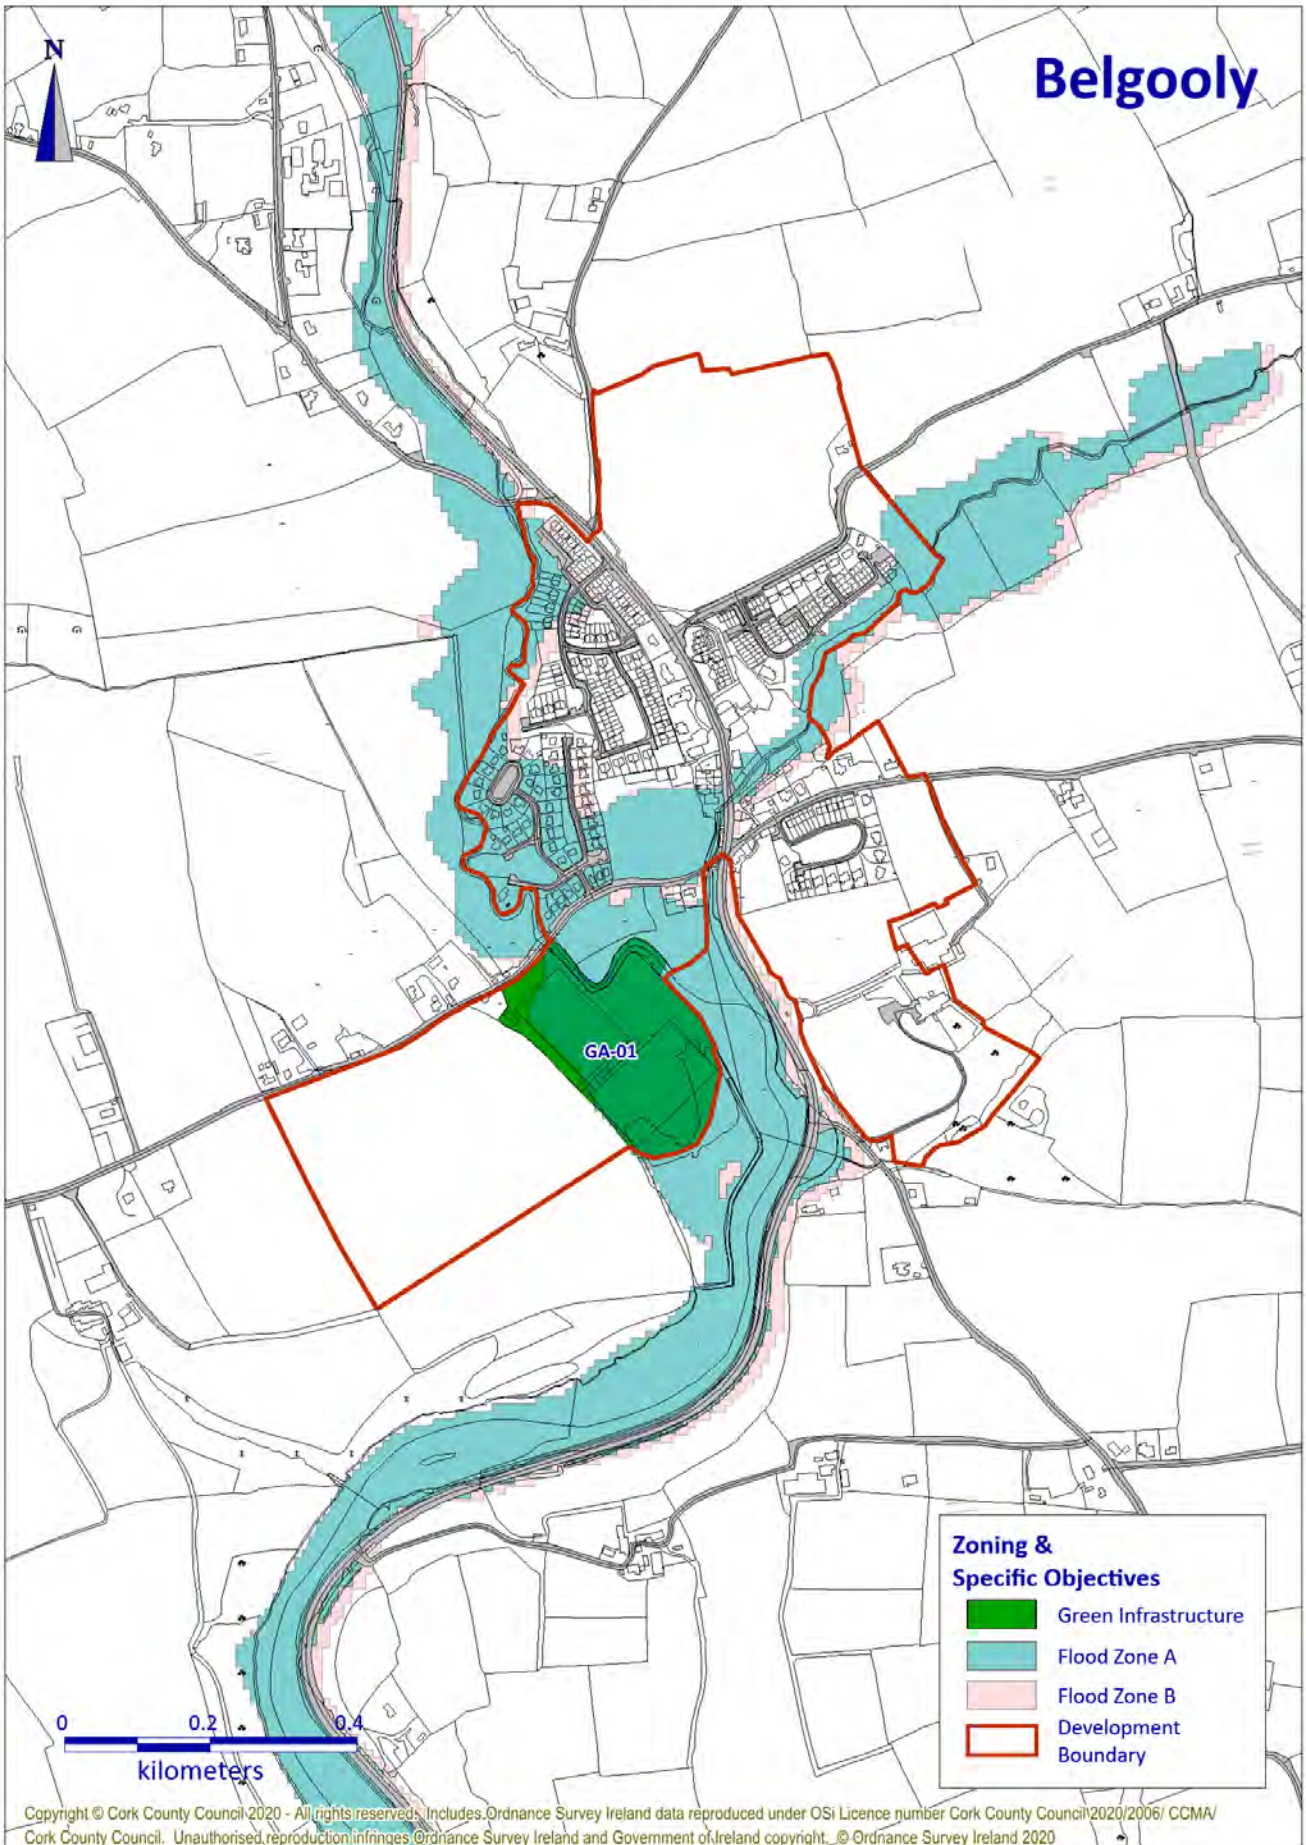 N
Belgooly
GA-01
Zoning &
Specific Objectives
Green Infrastructure
Flood Zone A
Flood Zone B
Development
Boundary
0 0.2 0.4
kilometers
Copyright © Cork County Council 2020 - All rights reserved. Includes Ordnance Survey Ireland data reproduced under OSi Licence number Cork County Council\2020/2006/ CCMA/
Cork County Council. Unauthorised reproduction infringes Ordnance Survey Ireland and Government of Ireland copyright. © Ordnance Survey Ireland 2020